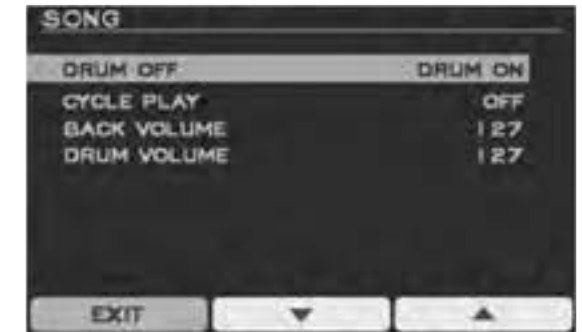 SONG
DRUM OFF DRUM ON
CYCLE PLAY OFF
BACK VOLUME 127
DRUM VOLUME 127
EXIT ▼ ▲